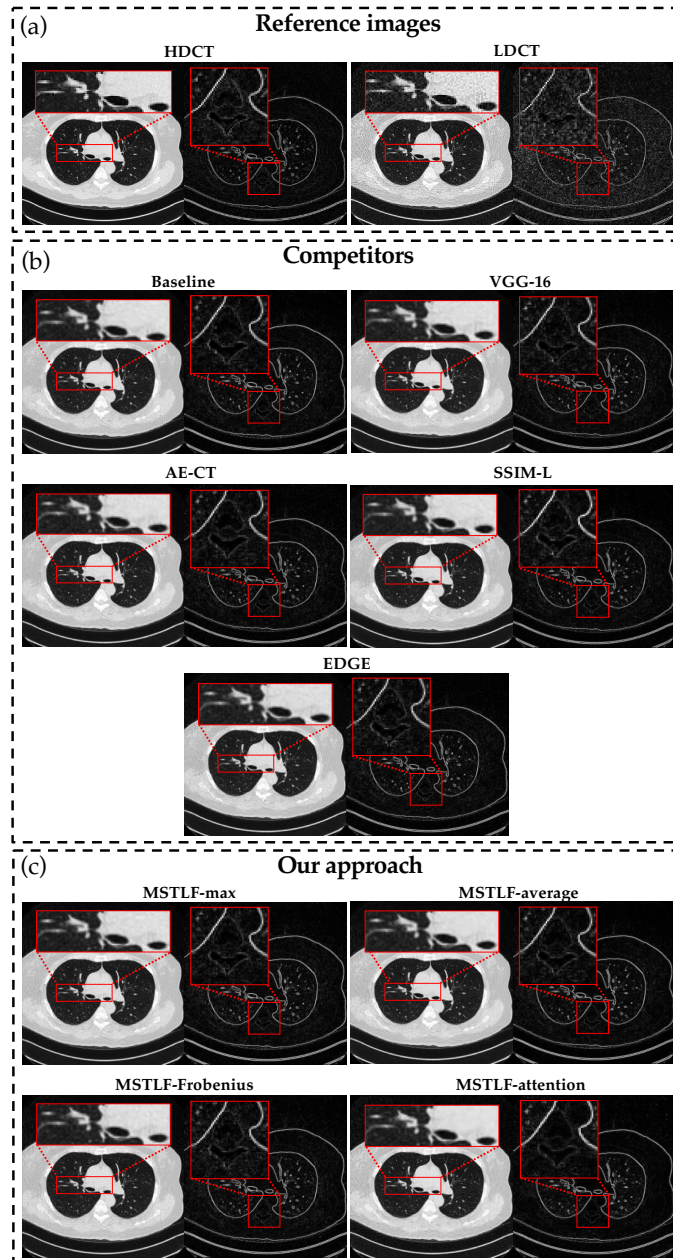 (a) Reference images
HDCT LDCT
(b) Competitors
Baseline VGG-16
AE-CT SSIM-L
EDGE
(c) Our approach
MSTLF-max MSTLF-average
MSTLF-Frobenius MSTLF-attention